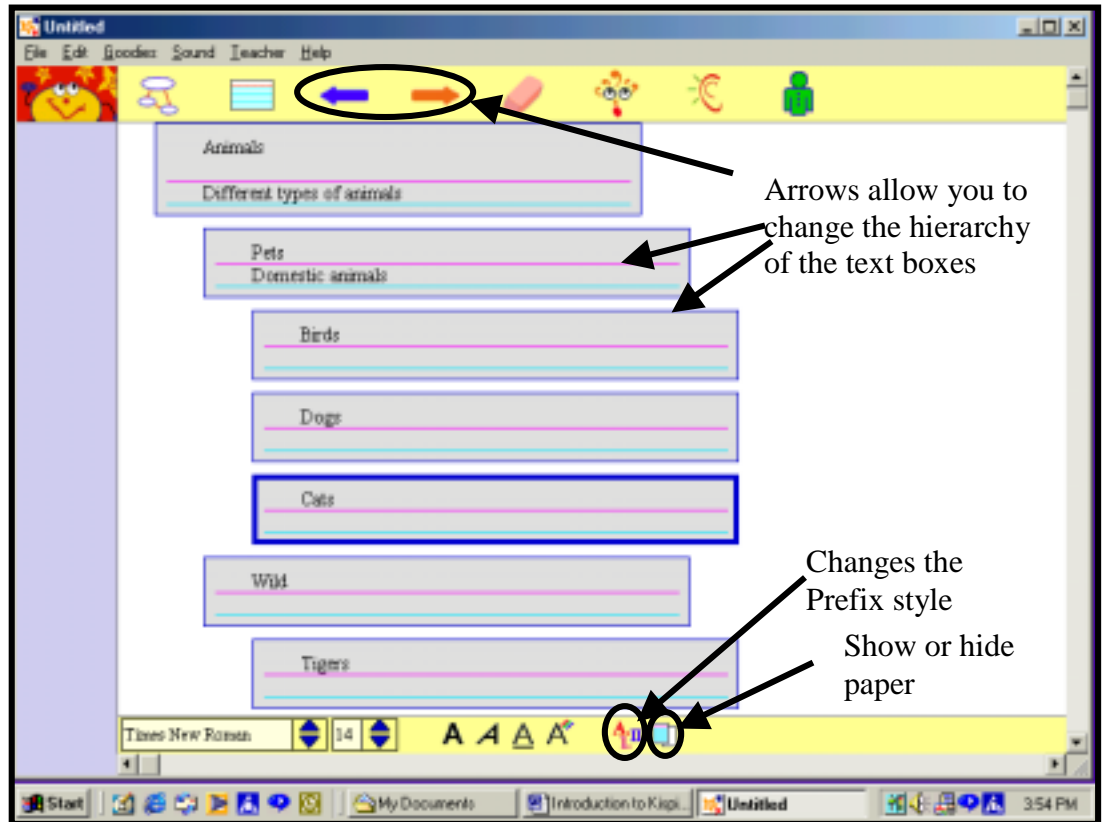 Untitled
File Edit Goodies Sound Teacher Help
Animals
Different types of animals
Arrows allow you to
change the hierarchy
of the text boxes
Pets
Domestic animals
Birds
Dogs
Cats
Wild
Changes the
Prefix style
Tigers
Show or hide
paper
Times New Roman 14 A A A A
Start My Documents Introduction to Kispi... Untitled 3:54 PM